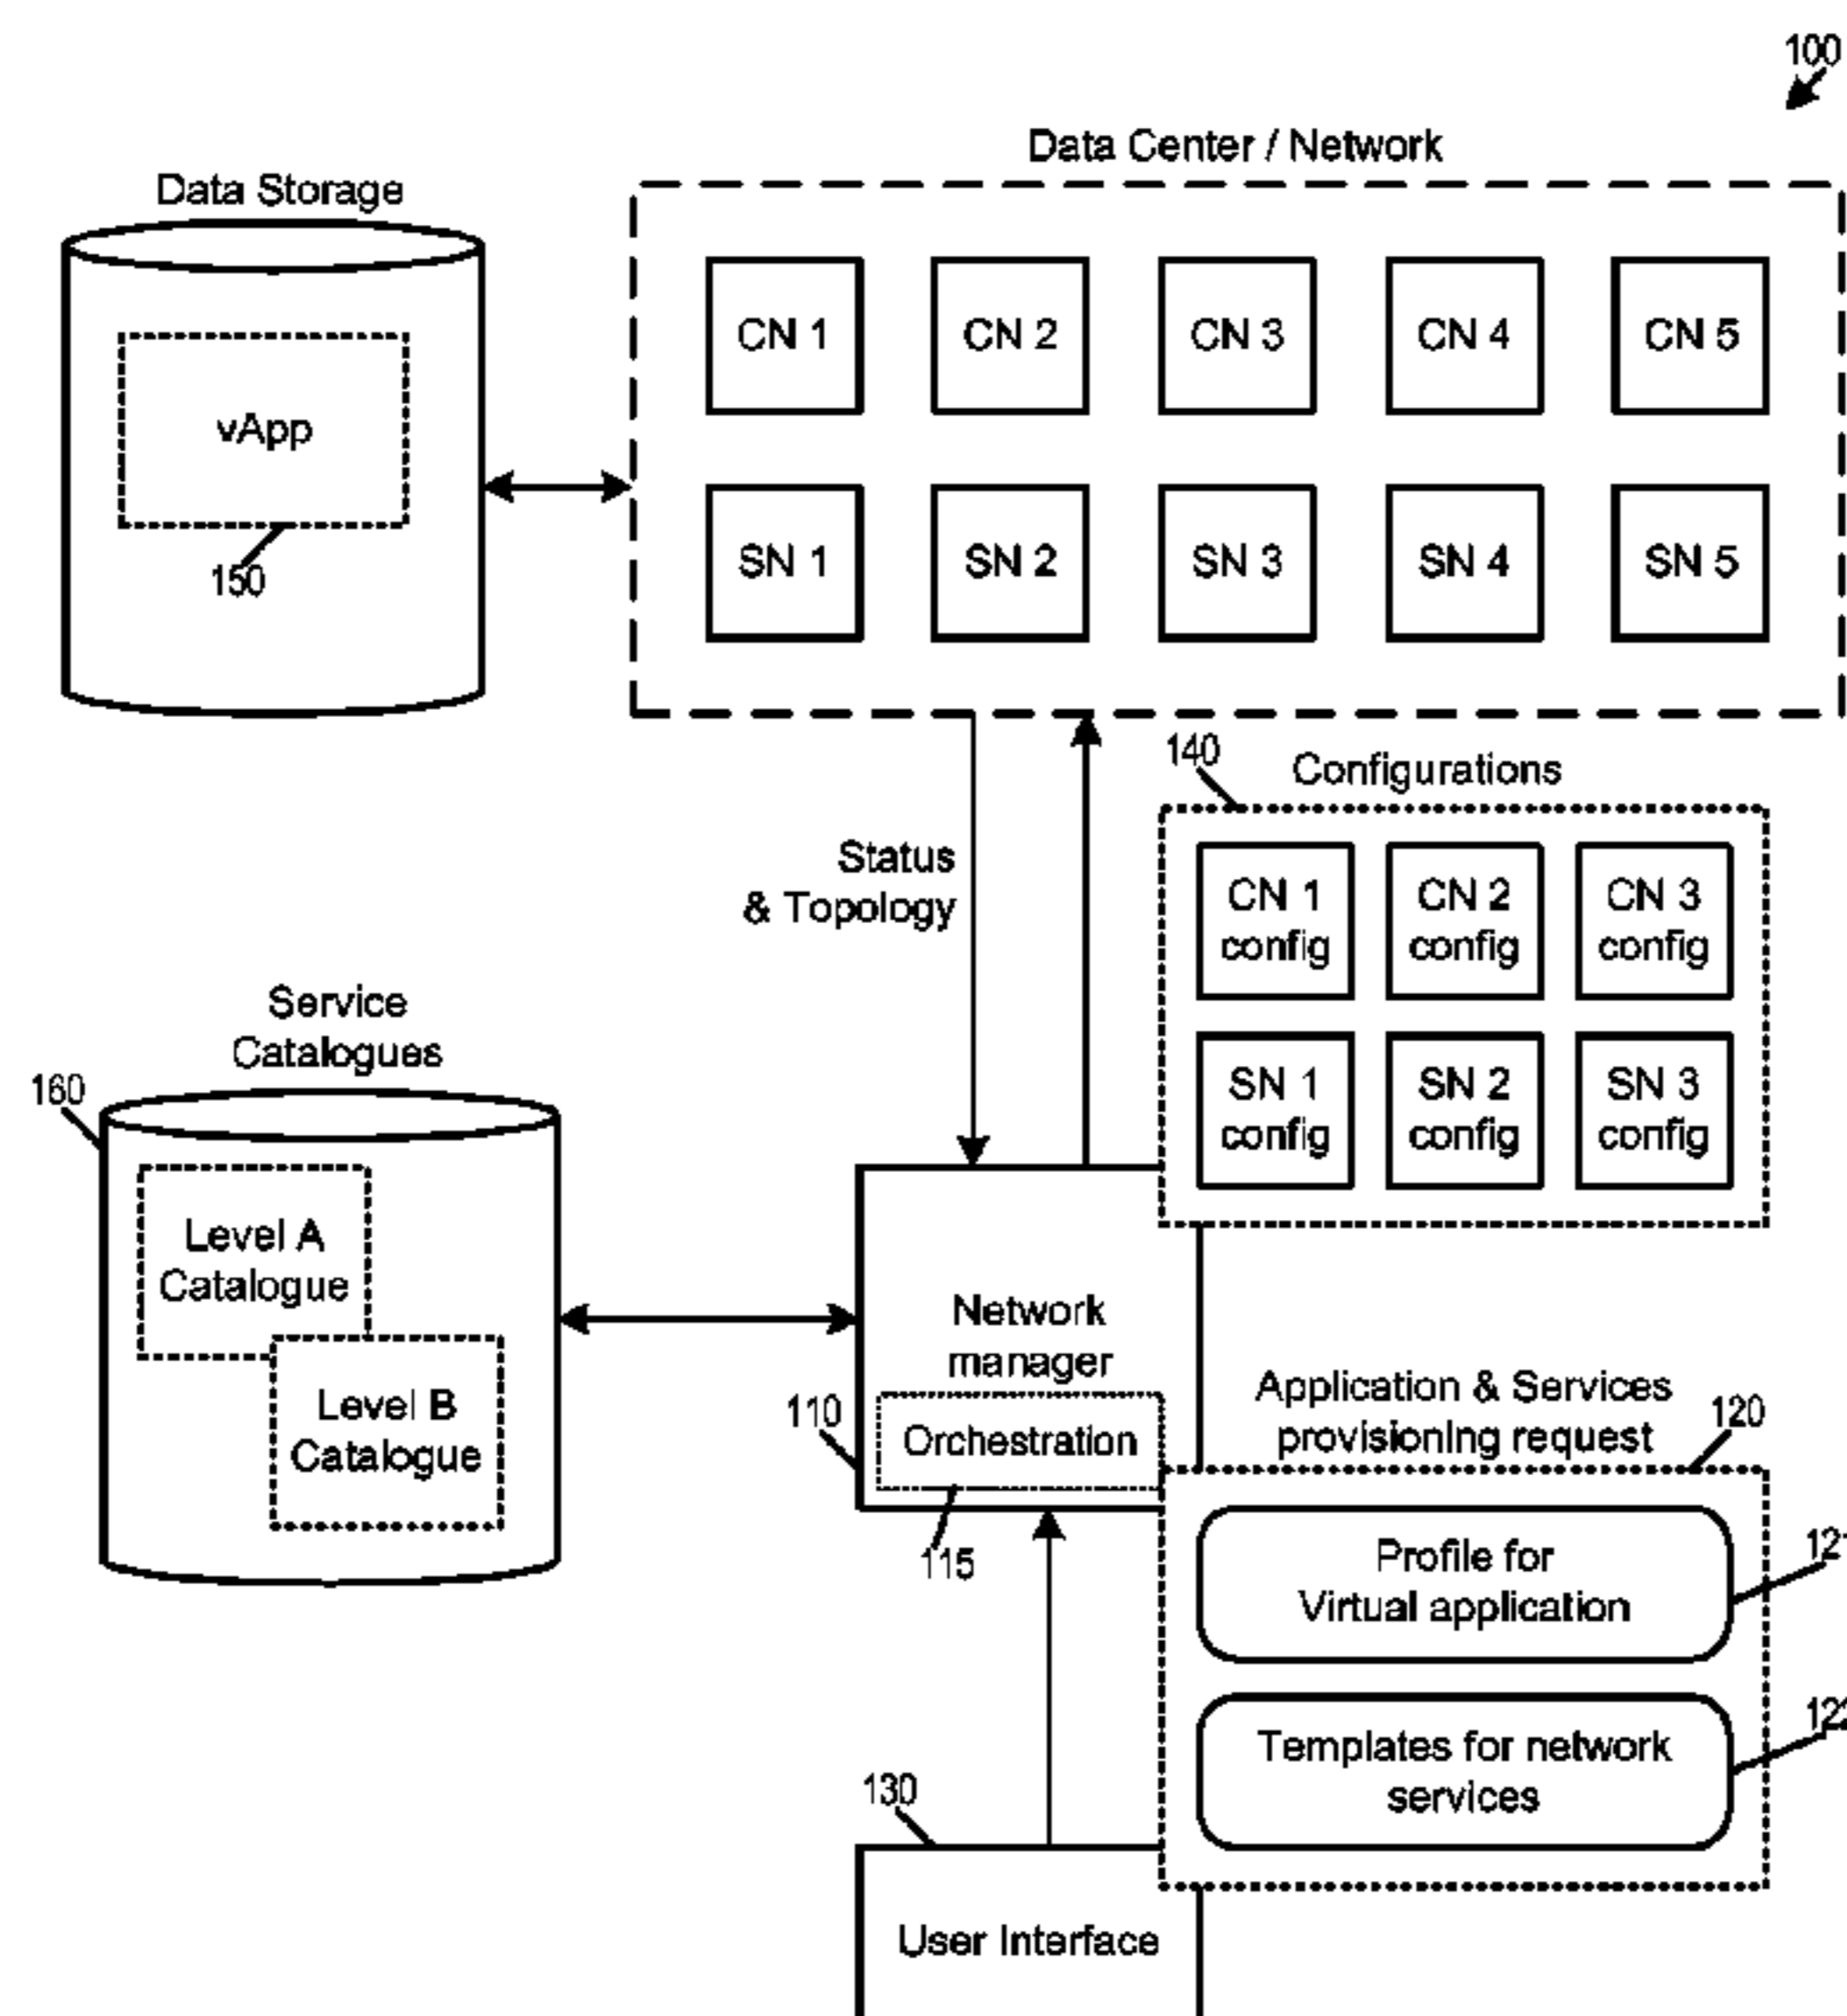 100
Data Center / Network
Data Storage
CN 1
CN 2
CN 3
CN 4
CN 5
vApp
150
SN 1
SN 2
SN 3
SN 4
SN 5
140
Configurations
Status
& Topology
CN 1
config
CN 2
config
CN 3
config
SN 1
config
SN 2
config
SN 3
config
Service
Catalogues
160
Level A
Catalogue
Level B
Catalogue
Network
manager
110
Orchestration
115
Application & Services
provisioning request
120
Profile for
Virtual application
Templates for network
services
130
User Interface